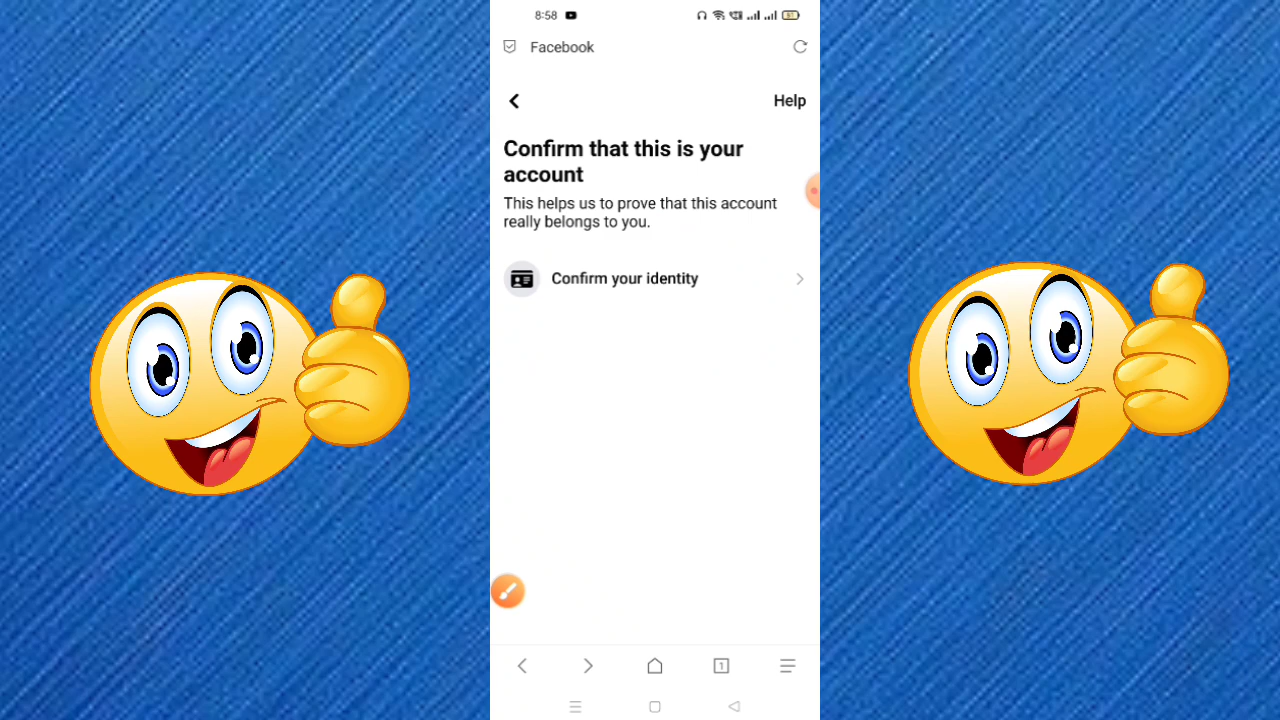 8:58
Facebook
Help
Confirm that this is your
account
This helps us to prove that this account
really belongs to you.
Confirm your identity
1